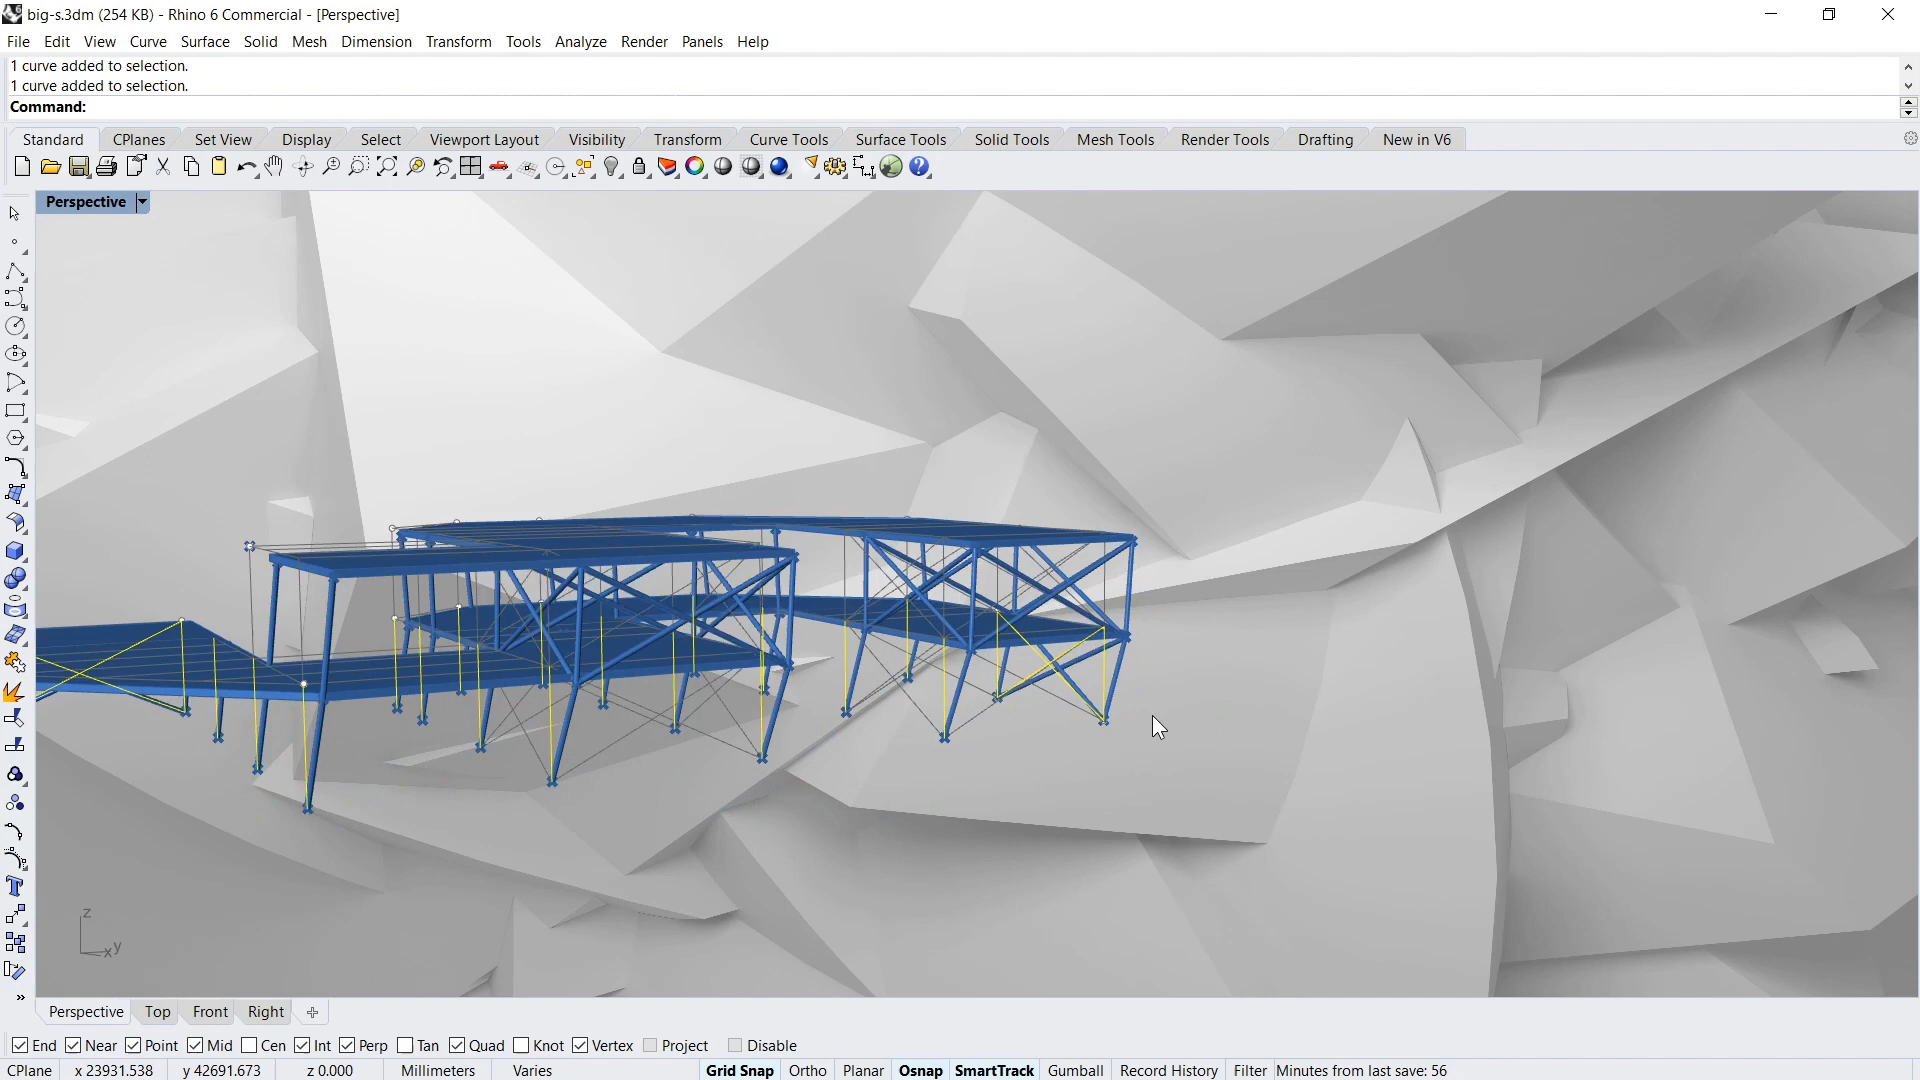 big-s.3dm (254 KB) - Rhino 6 Commercial - [Perspective]
File Edit View Curve Surface Solid Mesh Dimension Transform Tools Analyze Render Panels Help
1 curve added to selection.
1 curve added to selection.
Command:
Standard CPlanes Set View Display Select Viewport Layout Visibility Transform Curve Tools Surface Tools Solid Tools Mesh Tools Render Tools Drafting New in V6
Perspective
z
x y
Perspective Top Front Right
End Near Point Mid Cen Int Perp Tan Quad Knot Vertex Project Disable
CPlane x 23931.538 y 42691.673 z 0.000 Millimeters Varies Grid Snap Ortho Planar Osnap SmartTrack Gumball Record History Filter Minutes from last save: 56